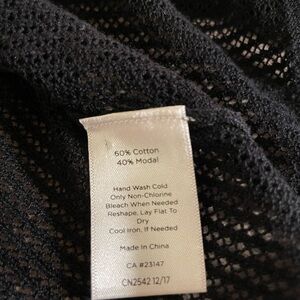 60% Cotton
40% Modal
Hand Wash Cold
Only Non-Chlorine
Bleach When Needed
Reshape, Lay Flat To
Dry
Cool Iron, If Needed
Made In China
CA #23147
CN2542 12/17